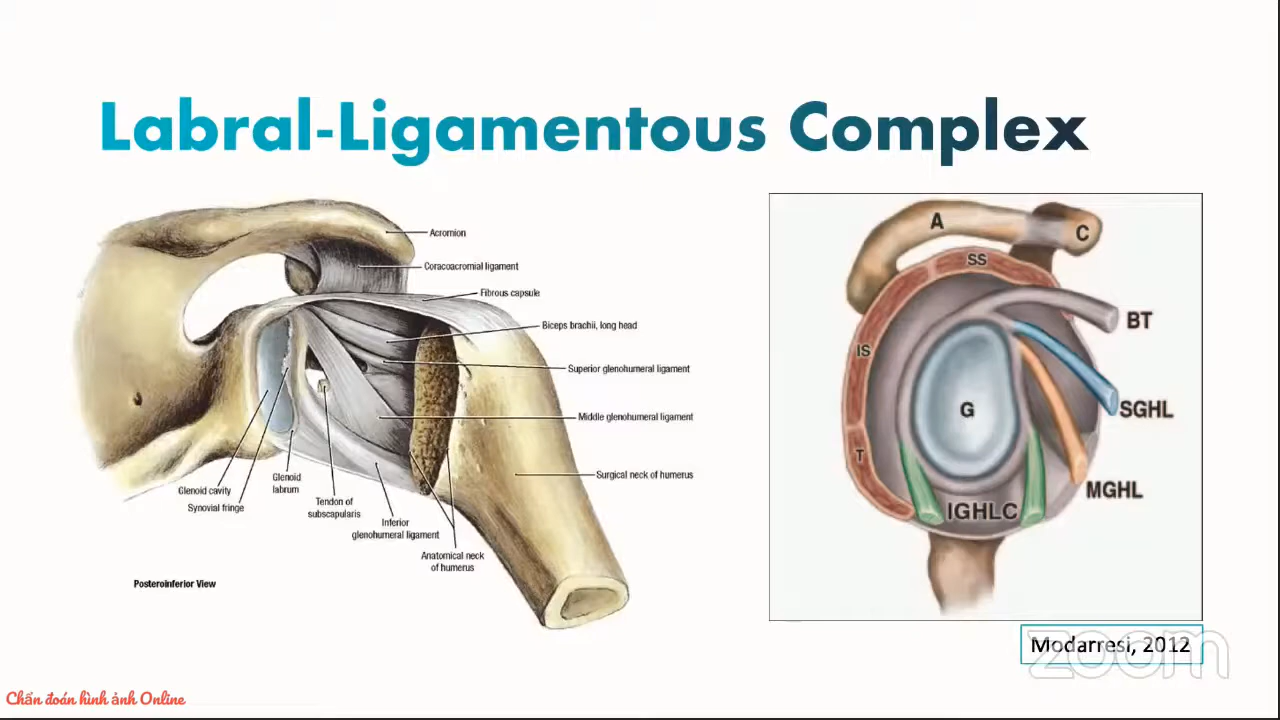 Labral-Ligamentous Complex
Acromion
Coracoacromial ligament
Fibrous capsule
Biceps brachii, long head
Superior glenohumeral ligament
Middle glenohumeral ligament
Surgical neck of humerus
Glenoid cavity
Synovial fringe
Glenoid
labrum
Tendon of
subscapularis
Inferior
glenohumeral ligament
Anatomical neck
of humerus
Posteroinferior View
A
C
SS
BT
IS
G
SGHL
T
MGHL
IGHLC
Modarresi, 2012
zoom
Chẩn đoán hình ảnh Online